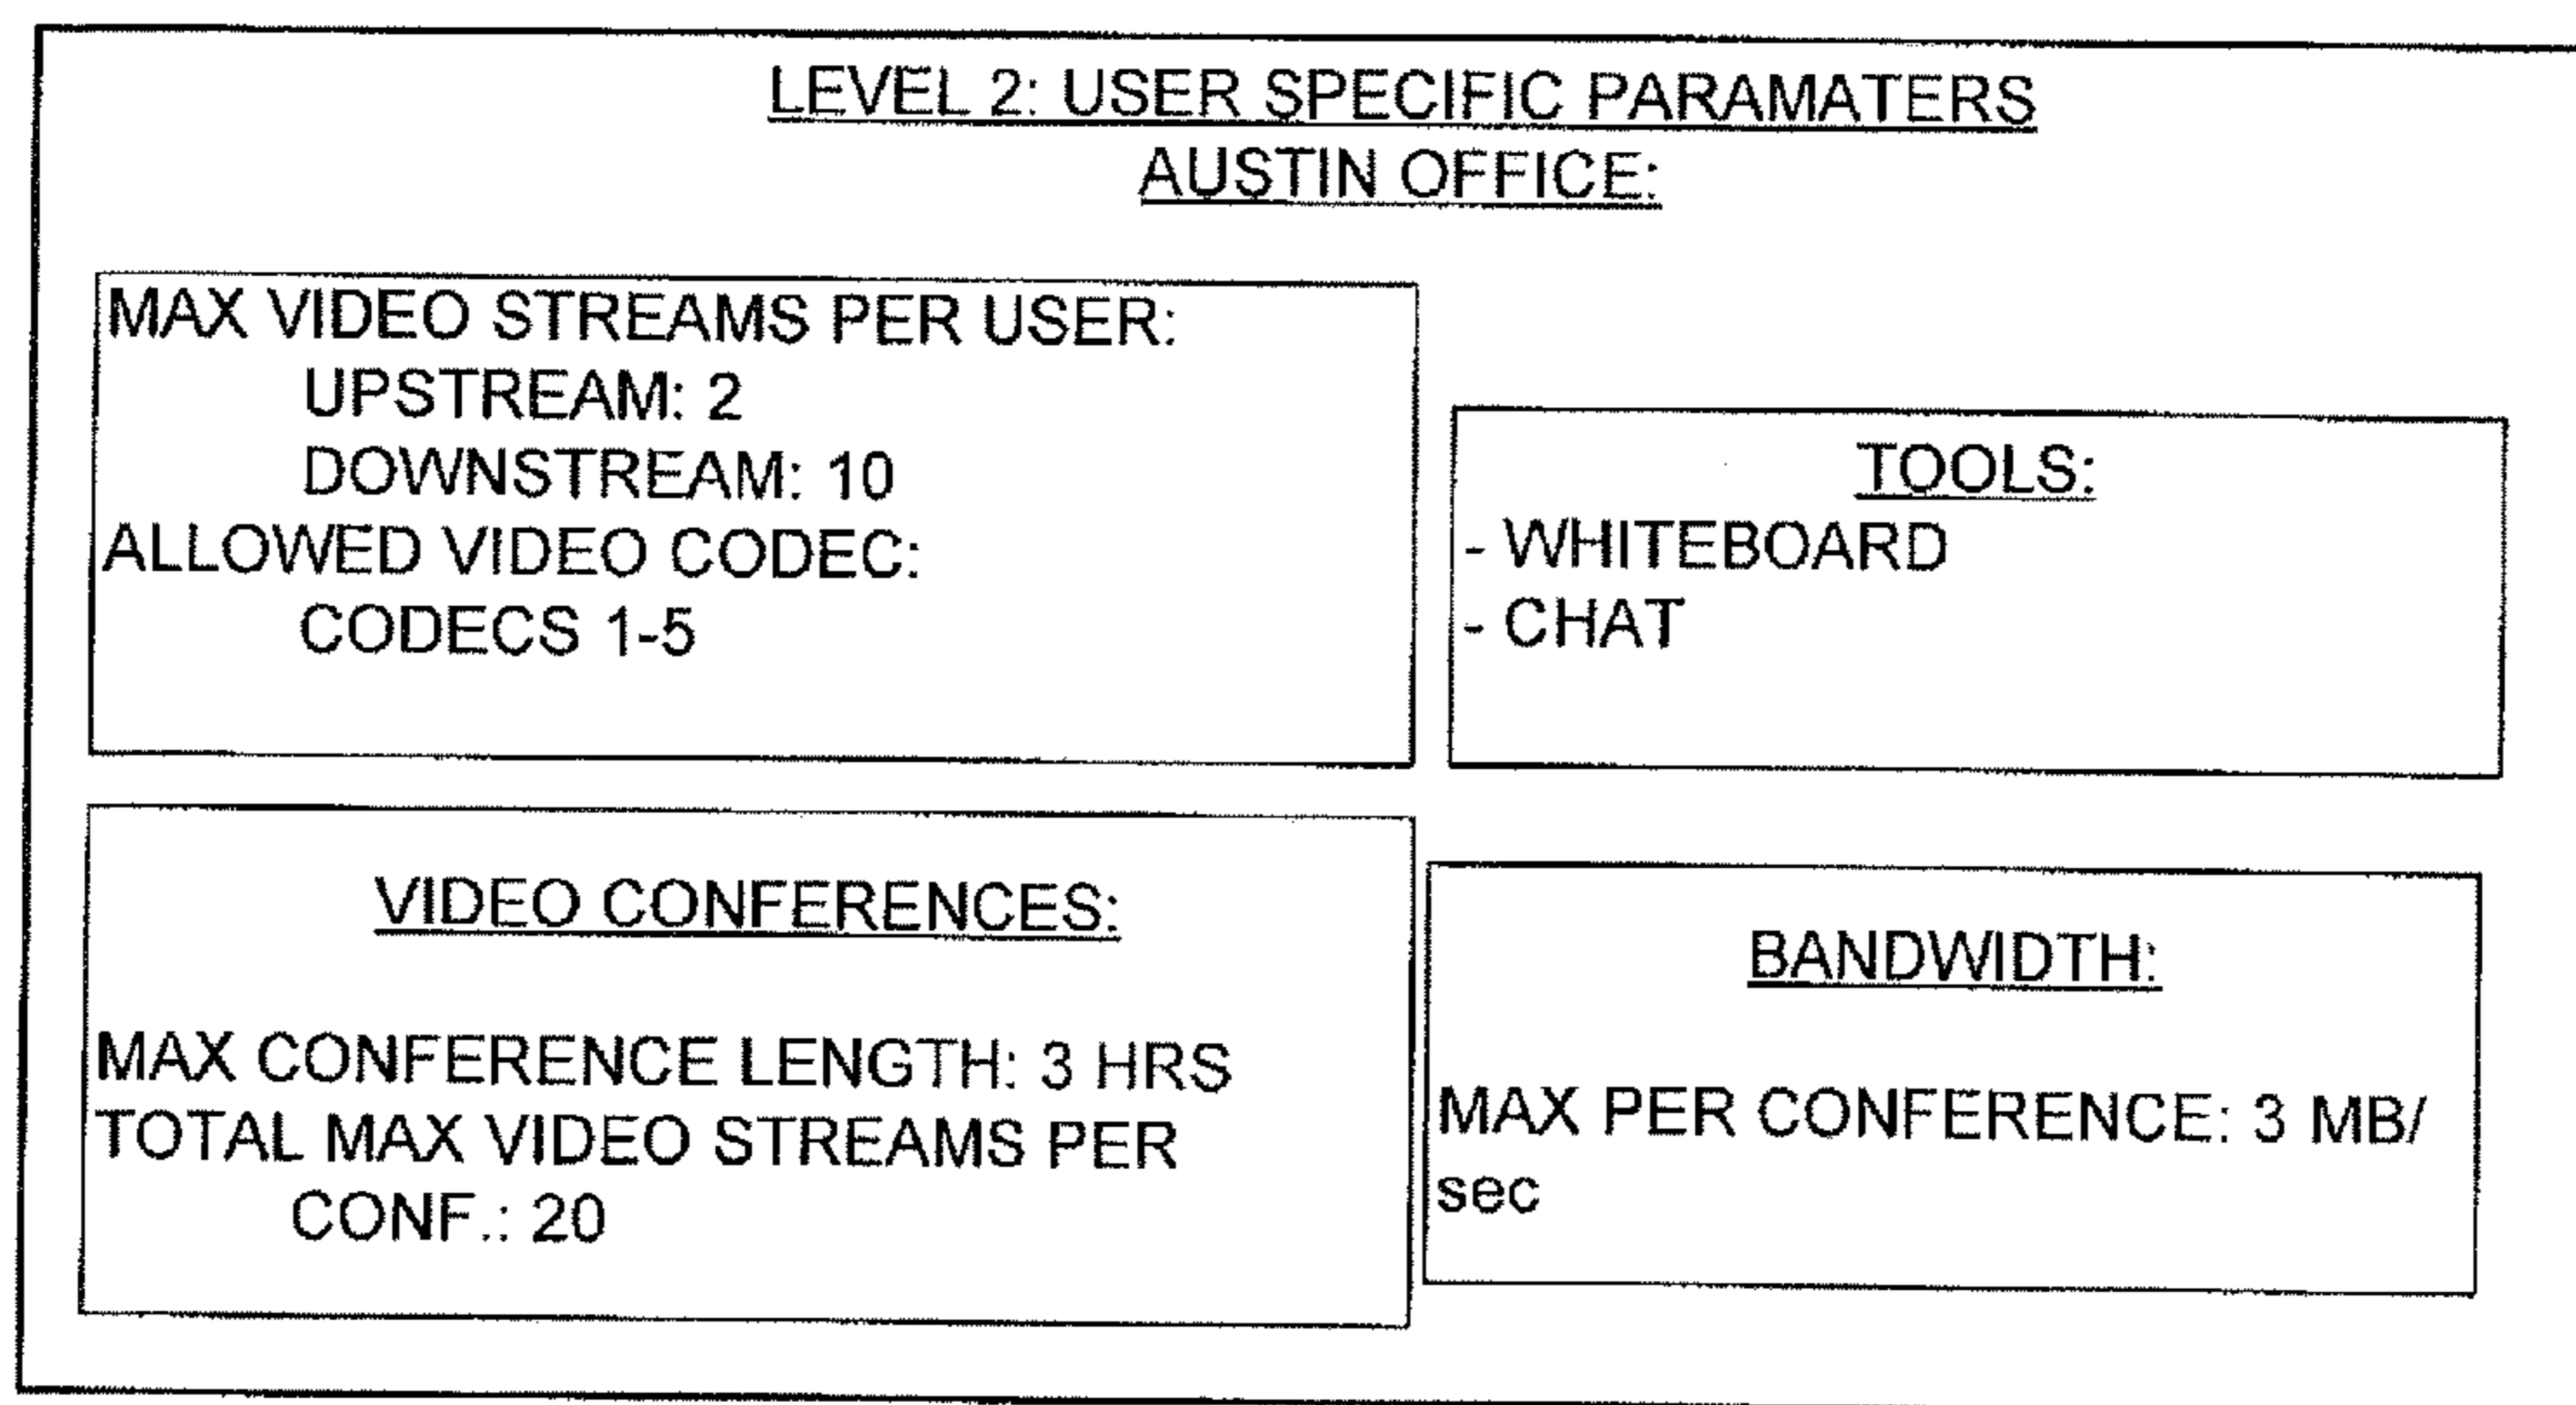 LEVEL 2: USER SPECIFIC PARAMATERS
AUSTIN OFFICE:
MAX VIDEO STREAMS PER USER:
UPSTREAM: 2
DOWNSTREAM: 10
ALLOWED VIDEO CODEC:
CODECS 1-5
TOOLS:
- WHITEBOARD
- CHAT
VIDEO CONFERENCES:
MAX CONFERENCE LENGTH: 3 HRS
TOTAL MAX VIDEO STREAMS PER
CONF.: 20
BANDWIDTH:
MAX PER CONFERENCE: 3 MB/
sec